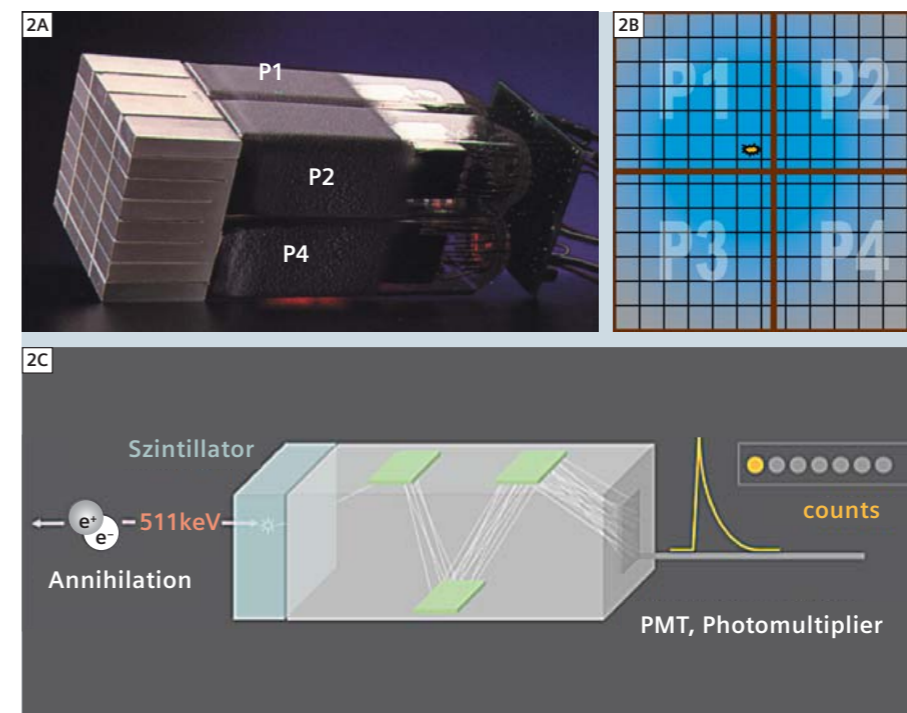 2A
P1
P2
P4
2B
P1 P2
P3 P4
2C
Szintillator
e+
e−
511keV
Annihilation
counts
PMT, Photomultiplier